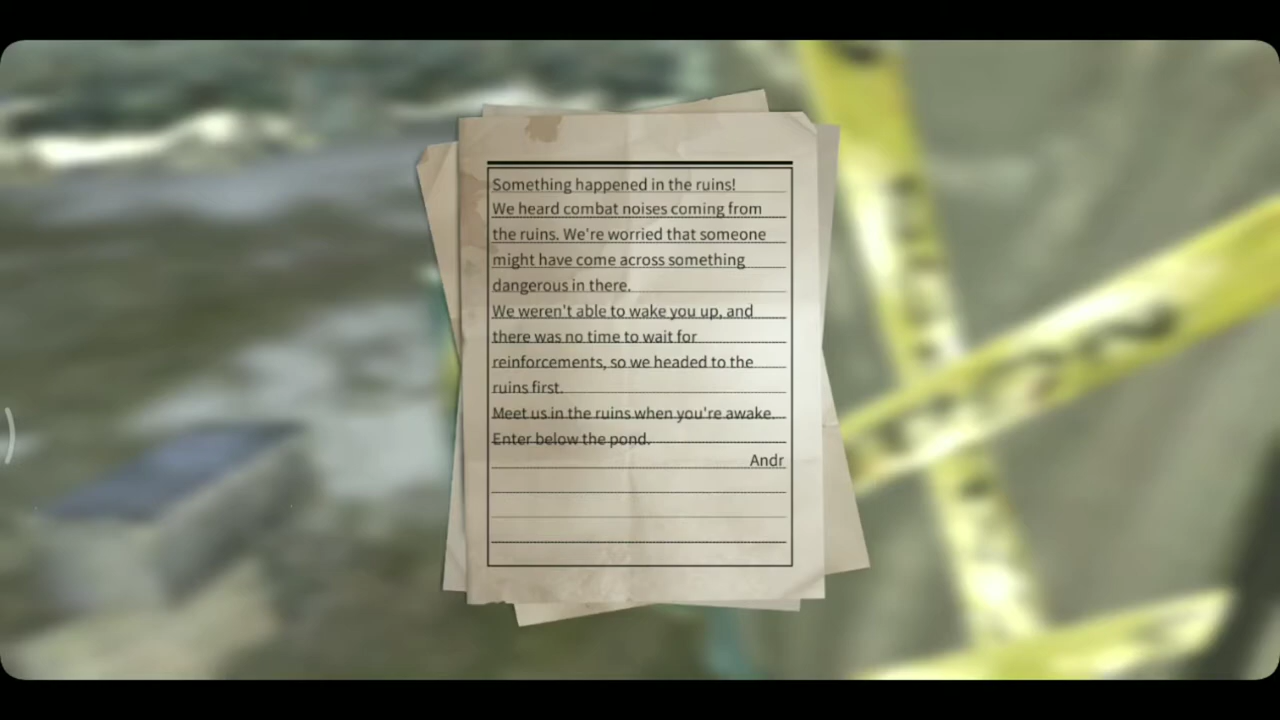 Something happened in the ruins!
We heard combat noises coming from
the ruins. We're worried that someone
might have come across something
dangerous in there.
We weren't able to wake you up, and
there was no time to wait for
reinforcements, so we headed to the
ruins first.
Meet us in the ruins when you're awake.
Enter below the pond.
Andr